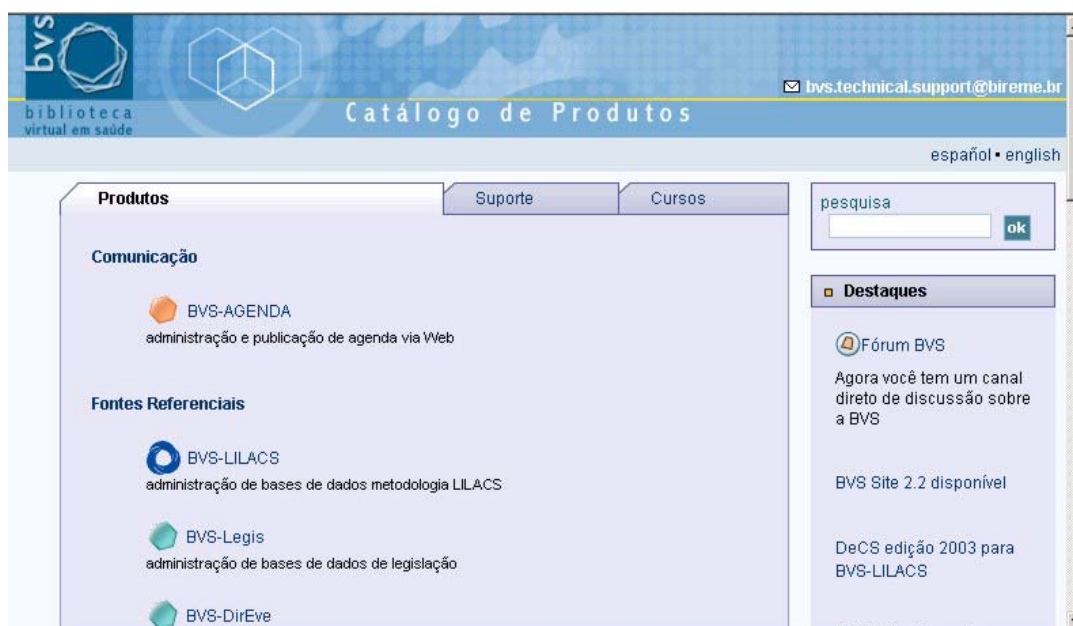 bvs
biblioteca
virtual em saúde
bvs.technical.support@bireme.br
Catálogo de Produtos
español • english
Produtos
Suporte
Cursos
Comunicação
BVS-AGENDA
administração e publicação de agenda via Web
Fontes Referenciais
BVS-LILACS
administração de bases de dados metodologia LILACS
BVS-Legis
administração de bases de dados de legislação
BVS-DirEve
pesquisa
ok
Destaques
Fórum BVS
Agora você tem um canal
direto de discussão sobre
a BVS
BVS Site 2.2 disponível
DeCS edição 2003 para
BVS-LILACS